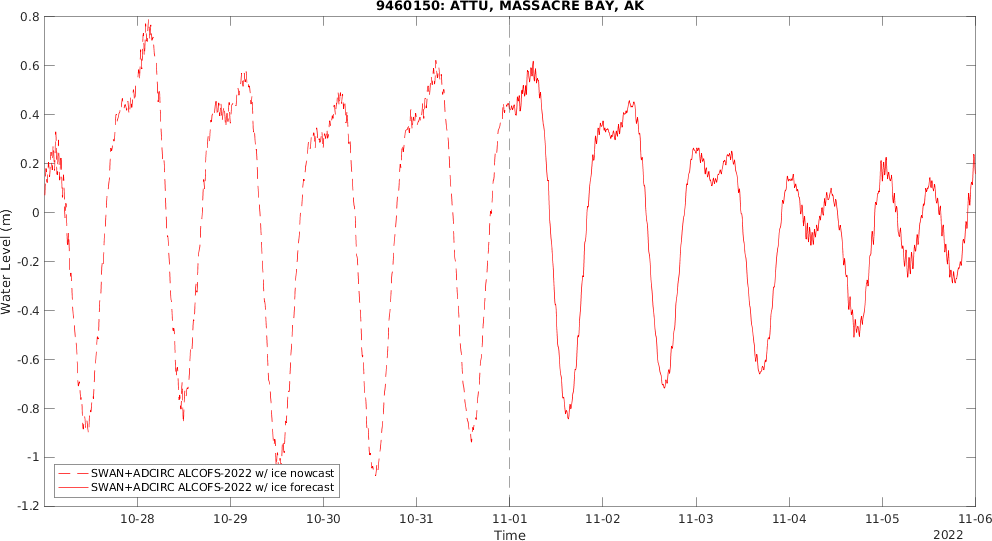 9460150: ATTU, MASSACRE BAY, AK
0.8
0.6
0.4
0.2
0
-0.2
-0.4
-0.6
-0.8
-1
-1.2
Water Level (m)
SWAN+ADCIRC ALCOFS-2022 w/ ice nowcast
SWAN+ADCIRC ALCOFS-2022 w/ ice forecast
10-28 10-29 10-30 10-31 11-01 11-02 11-03 11-04 11-05 11-06
Time
2022